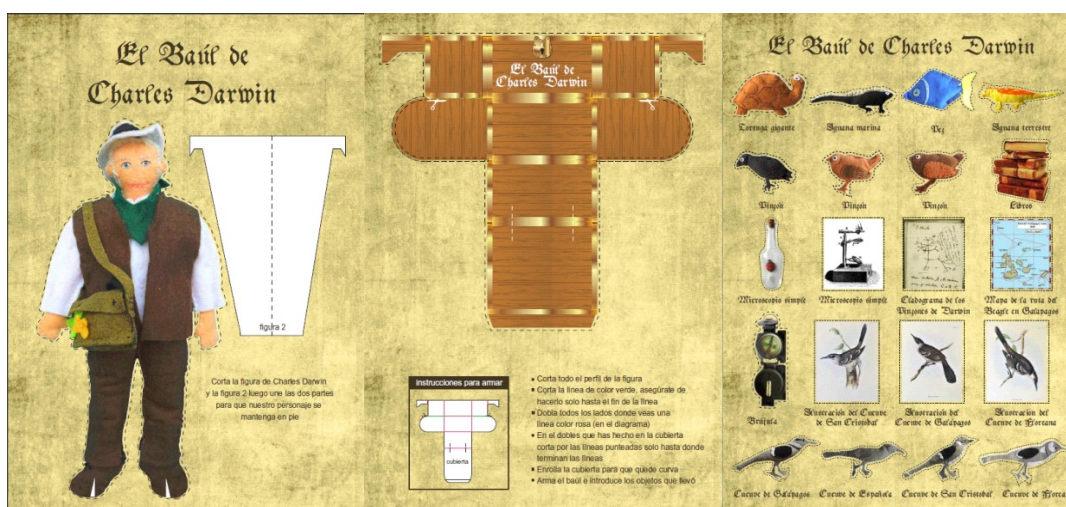 El Baúl de
Charles Darwin
figura 2
Corta la figura de Charles Darwin
y la figura 2 luego une las dos partes
para que nuestro personaje se
mantenga en pie
El Baúl de
Charles Darwin
instrucciones para armar
cubierta
• Corta todo el perfil de la figura
• Corta la línea de color verde, asegúrate de
hacerlo solo hasta el fin de la línea
• Dobla todos los lados donde veas una
línea color rosa (en el diagrama)
• En el dobles que has hecho en la cubierta
corta por las líneas punteadas solo hasta donde
terminan las líneas
• Enrolla la cubierta para que quede curva
• Arma el baúl e introduce los objetos que llevó
El Baúl de Charles Darwin
Tortuga gigante
Iguana marina
Pez
Iguana terrestre
Pinzón
Pinzón
Pinzón
Libros
Microscopio simple
Microscopio simple
Cladograma de los
Pinzones de Darwin
Mapa de la ruta del
Beagle en Galápagos
Brújula
Ilustración del Cucuve
de San Cristobal
Ilustración del
Cucuve de Galápagos
Ilustración del
Cucuve de Floreana
Cucuve de Galápagos
Cucuve de Española
Cucuve de San Cristobal
Cucuve de Floreana